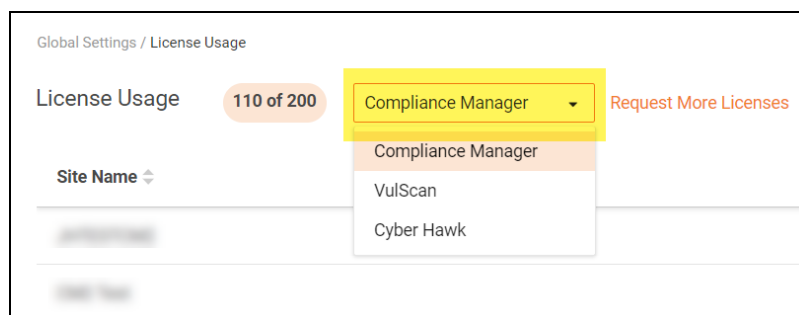 Global Settings / License Usage
License Usage 110 of 200 Compliance Manager Request More Licenses
Compliance Manager
Site Name
VulScan
Cyber Hawk